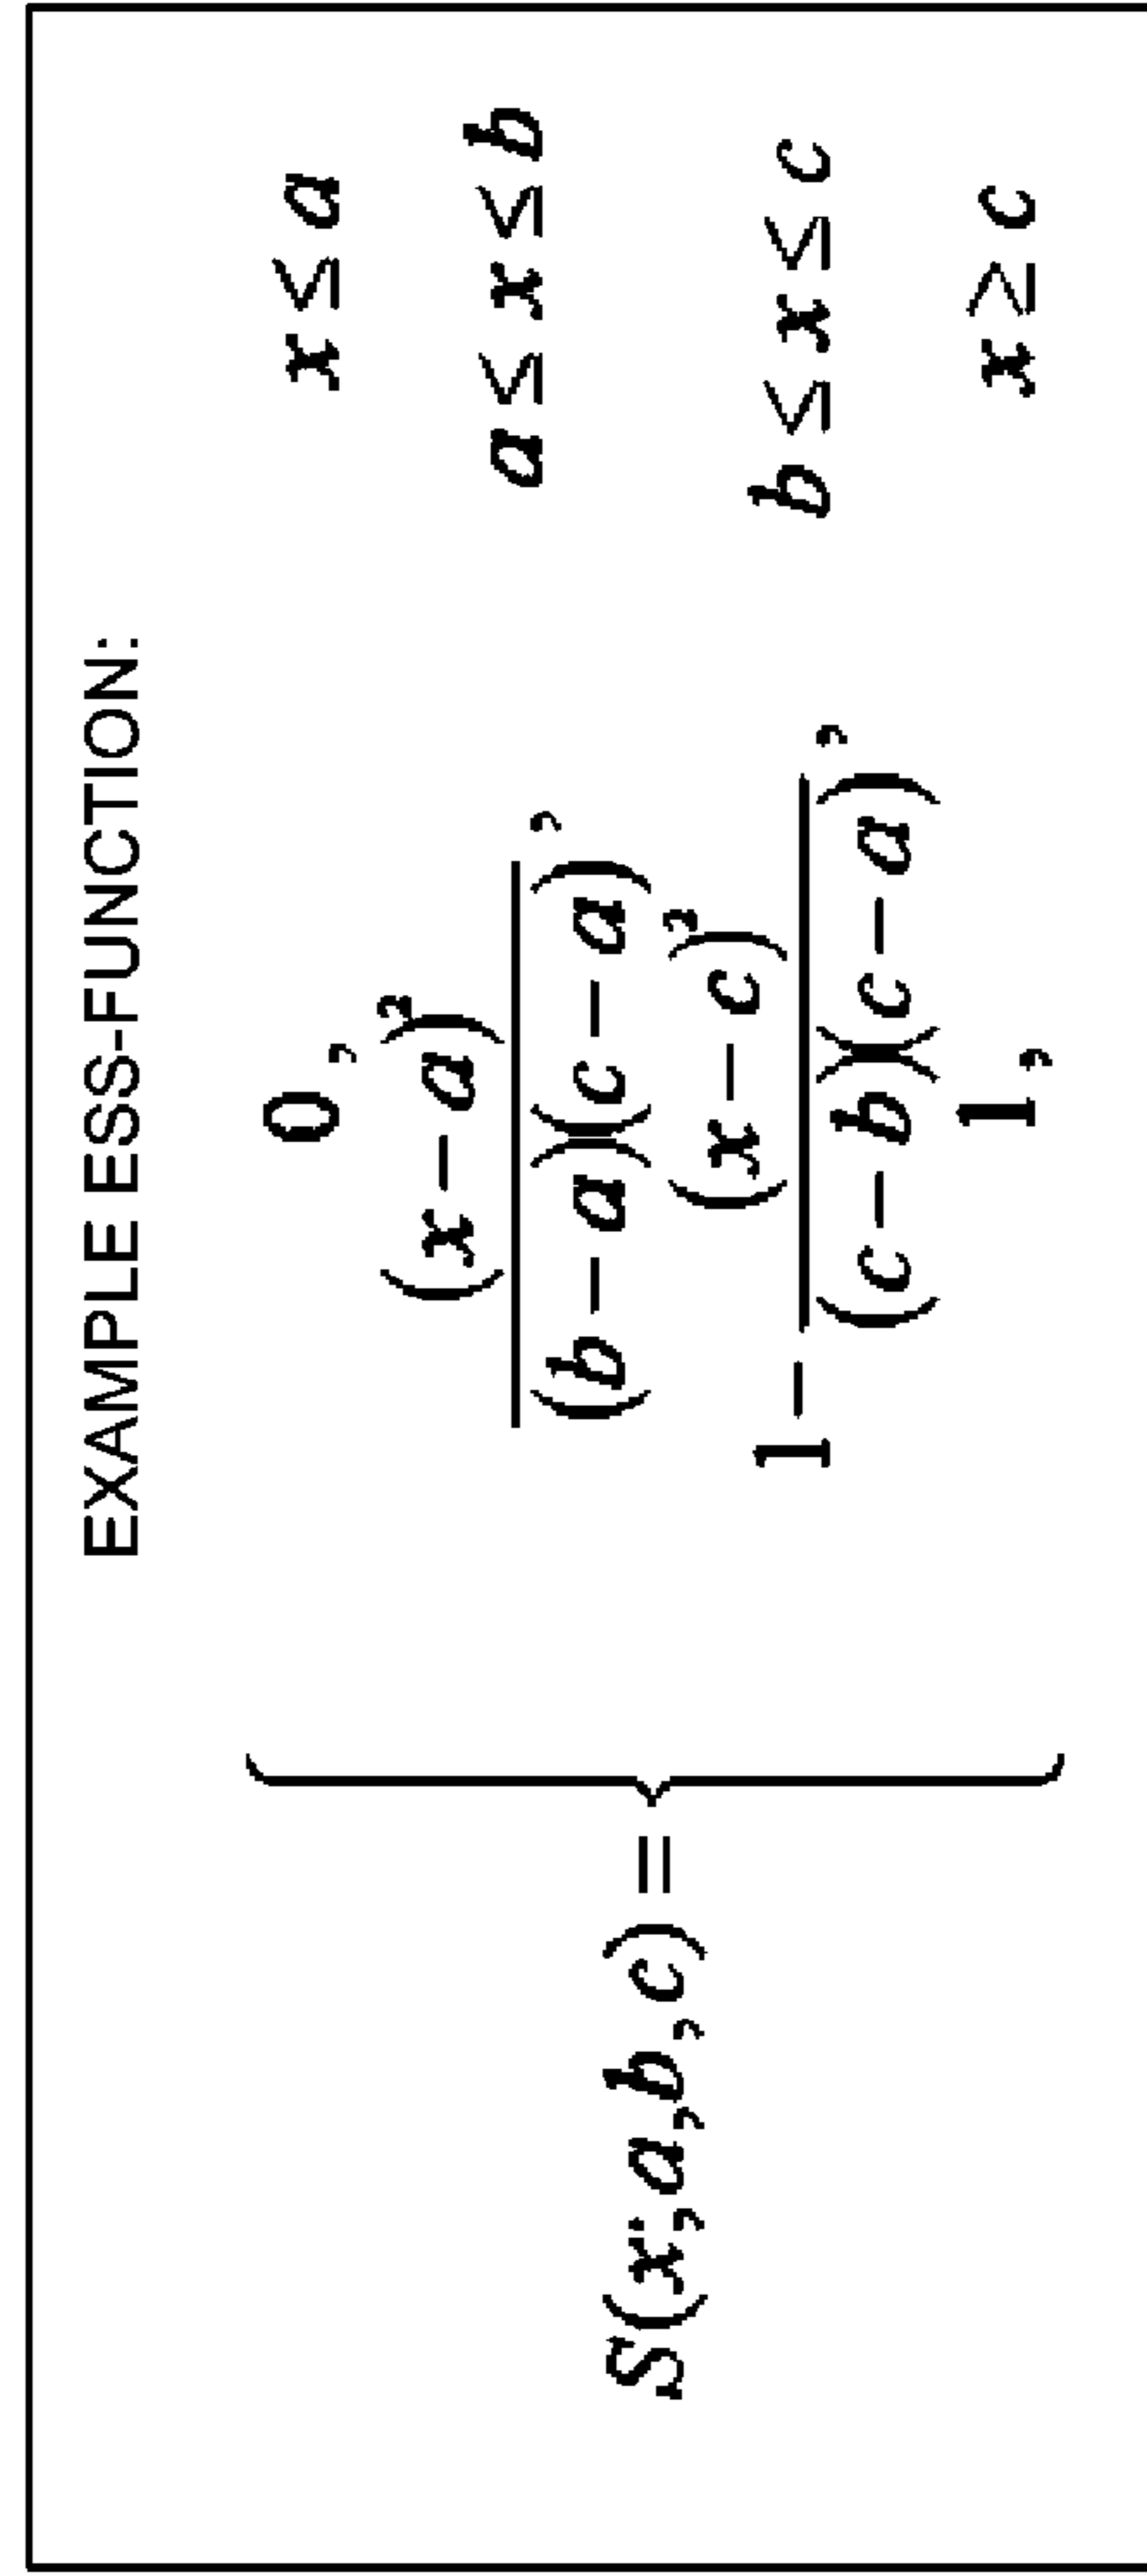 EXAMPLE ESS-FUNCTION:
S(x;a,b,c) = { 0, x ≤ a
(x − a)² / (b − a)(c − a), a ≤ x ≤ b
1 − (x − c)² / (c − b)(c − a), b ≤ x ≤ c
1, x ≥ c